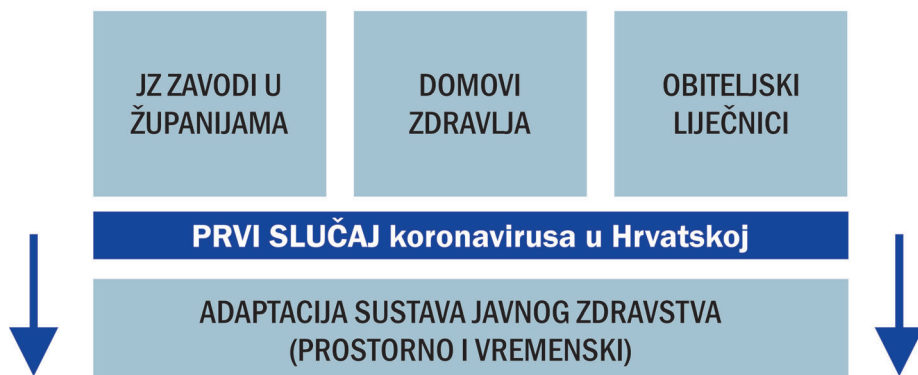 JZ ZAVODI U
ŽUPANIJAMA
DOMOVI
ZDRAVLJA
OBITELJSKI
LIJEČNICI
PRVI SLUČAJ koronavirusa u Hrvatskoj
ADAPTACIJA SUSTAVA JAVNOG ZDRAVSTVA
(PROSTORNO I VREMENSKI)